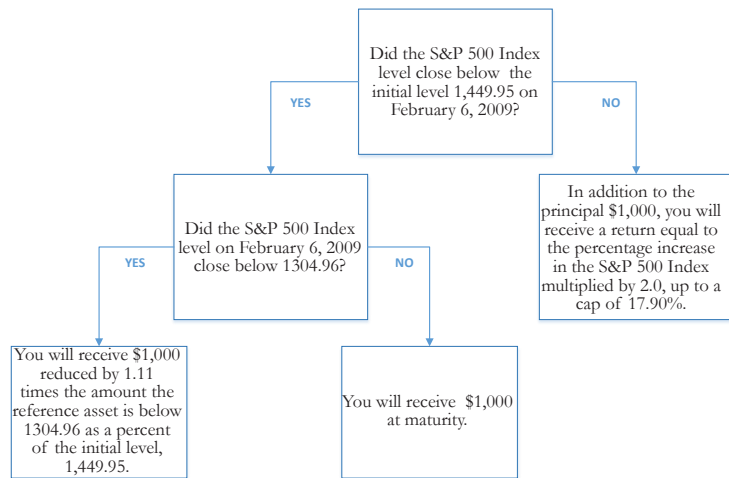 Did the S&P 500 Index
level close below the
initial level 1,449.95 on
February 6, 2009?
YES
NO
Did the S&P 500 Index
level on February 6, 2009
close below 1304.96?
In addition to the
principal $1,000, you will
receive a return equal to
the percentage increase
in the S&P 500 Index
multiplied by 2.0, up to a
cap of 17.90%.
YES
NO
You will receive $1,000
reduced by 1.11
times the amount the
reference asset is below
1304.96 as a percent
of the initial level,
1,449.95.
You will receive $1,000
at maturity.